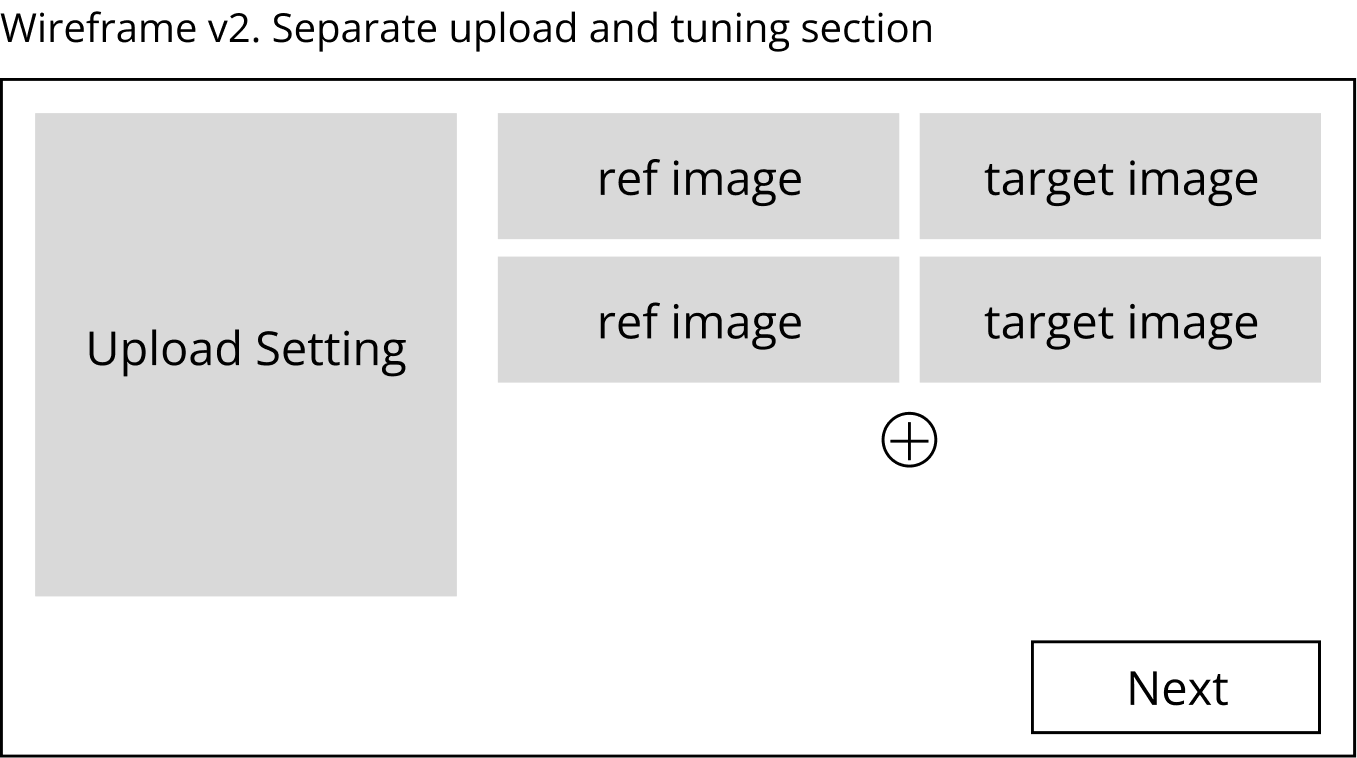 Wireframe v2. Separate upload and tuning section
Upload Setting
ref image
target image
ref image
target image
Next